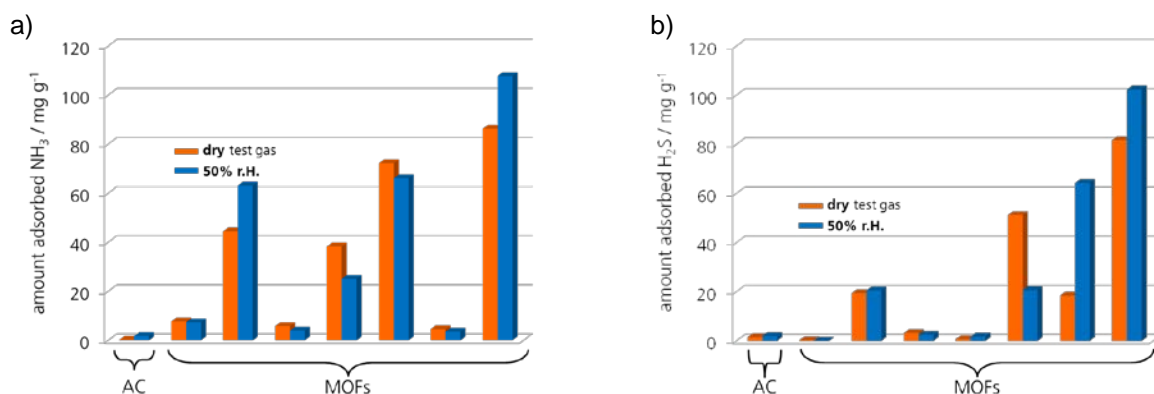 a)
amount adsorbed NH₃ / mg g⁻¹
120
100
80
60
40
20
0
dry test gas
50% r.H.
AC
MOFs
b)
amount adsorbed H₂S / mg g⁻¹
120
100
80
60
40
20
0
dry test gas
50% r.H.
AC
MOFs